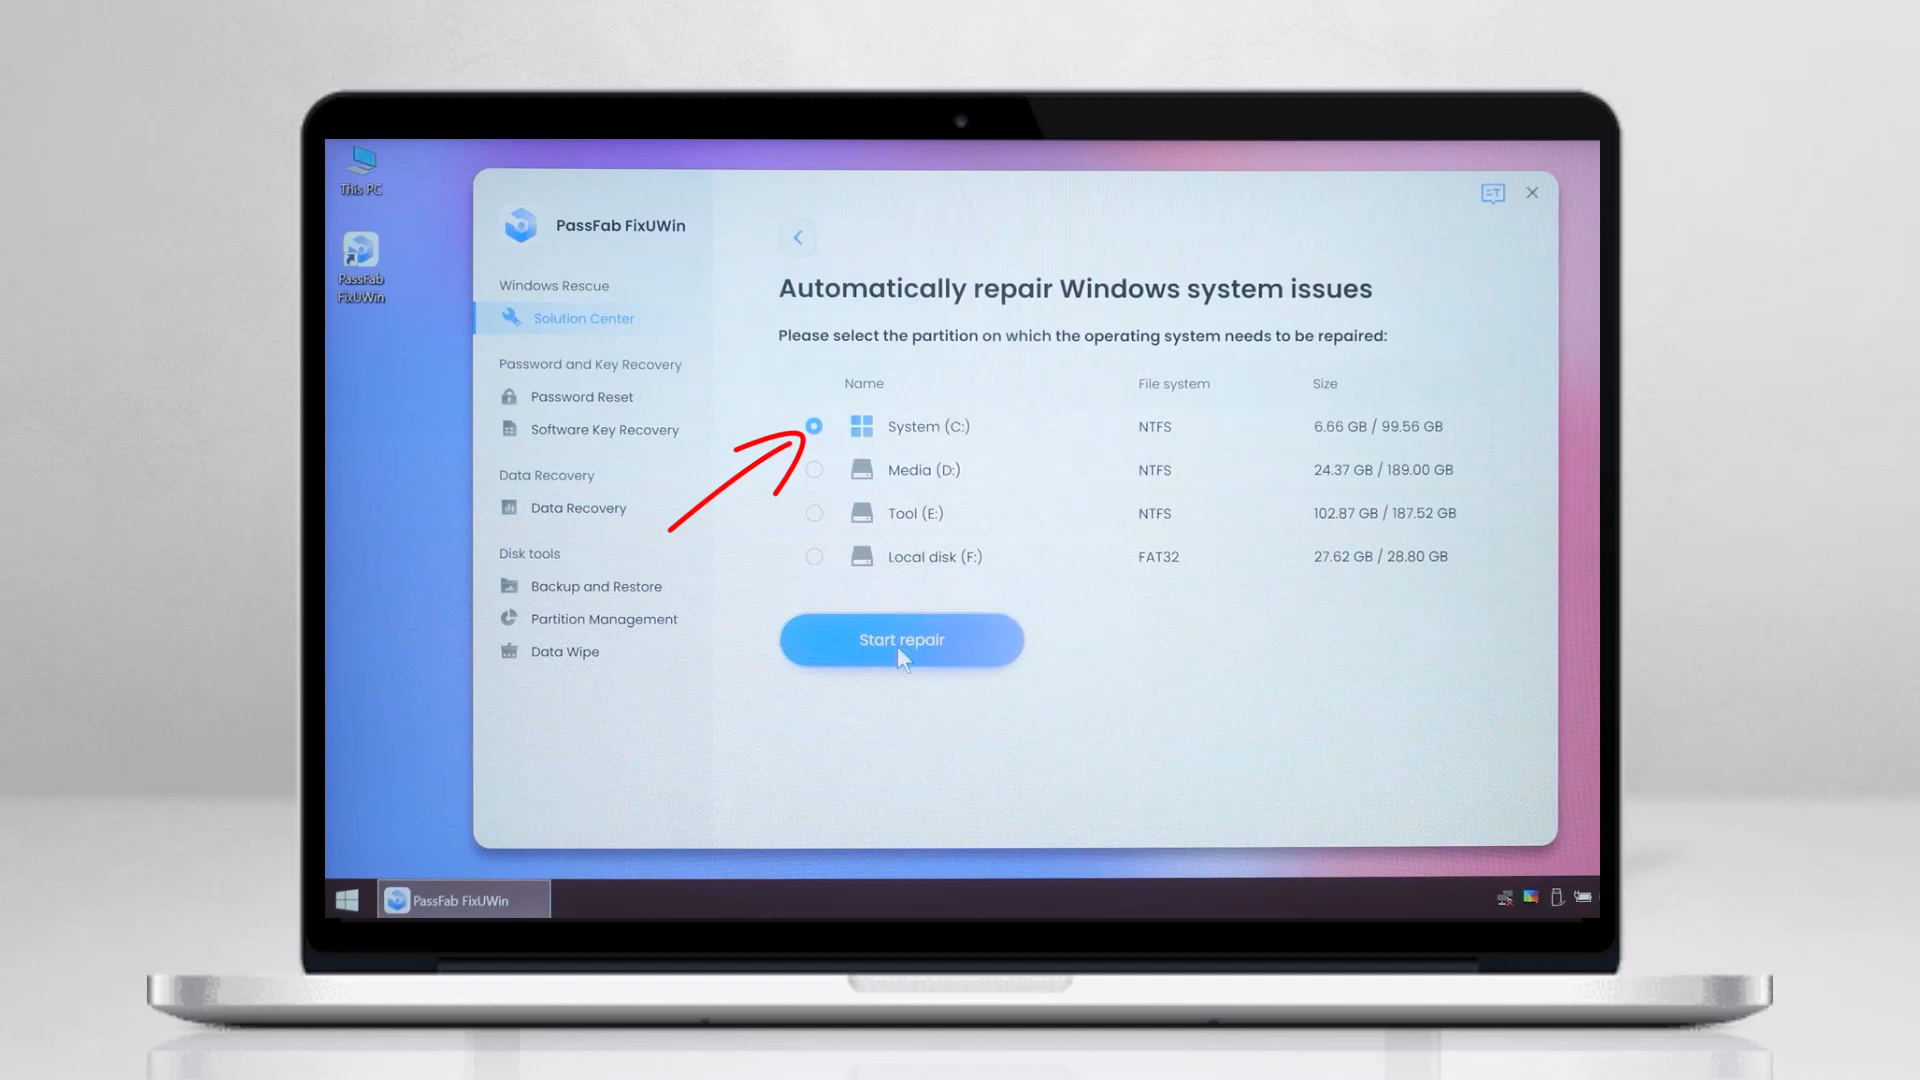 This PC
PassFab
FixUWin
PassFab FixUWin
Windows Rescue
Solution Center
Password and Key Recovery
Password Reset
Software Key Recovery
Data Recovery
Data Recovery
Disk tools
Backup and Restore
Partition Management
Data Wipe
Automatically repair Windows system issues
Please select the partition on which the operating system needs to be repaired:
Name File system Size
System (C:) NTFS 6.66 GB / 99.56 GB
Media (D:) NTFS 24.37 GB / 189.00 GB
Tool (E:) NTFS 102.87 GB / 187.52 GB
Local disk (F:) FAT32 27.62 GB / 28.80 GB
Start repair
PassFab FixUWin